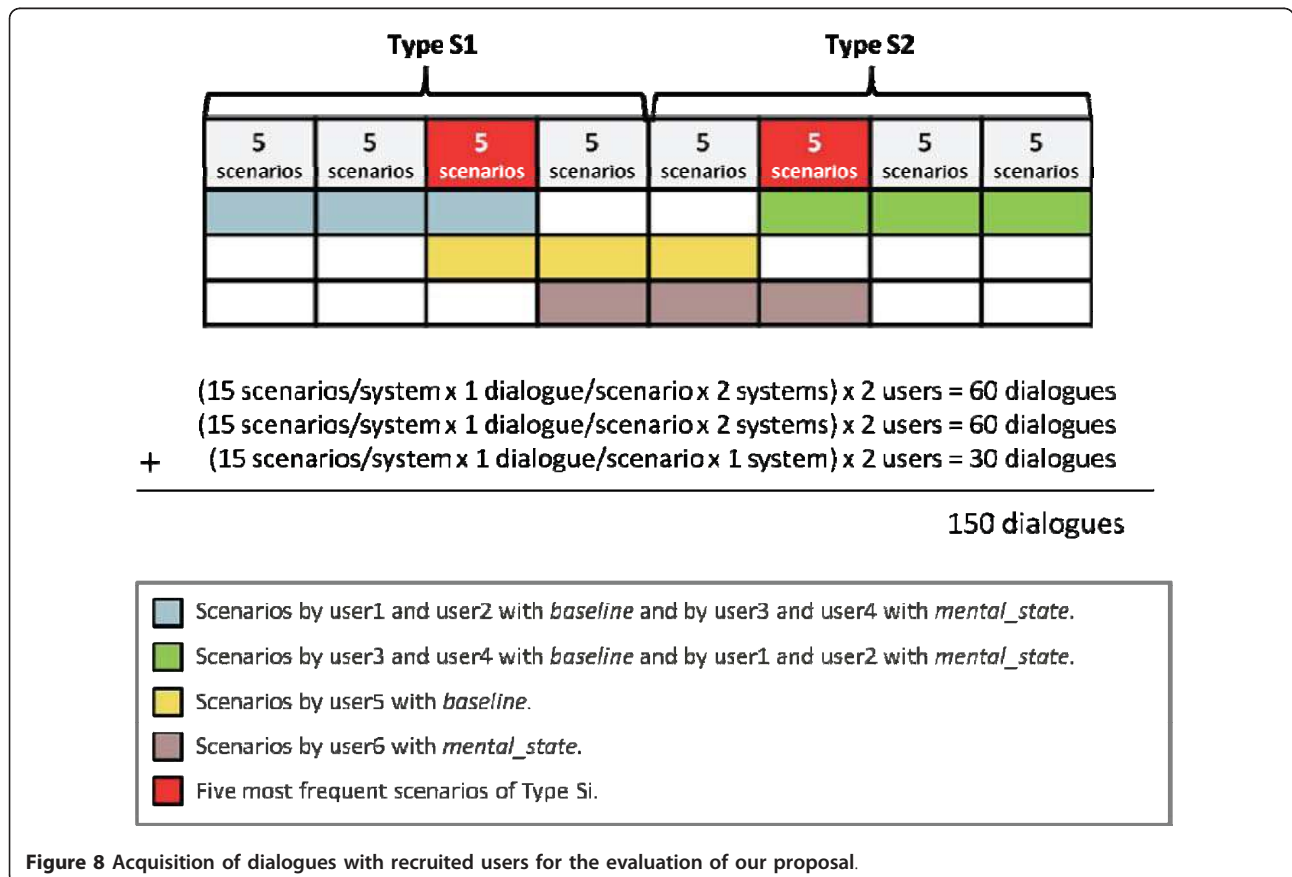 Type S1 Type S2
5 5 5 5 5 5 5 5
scenarios scenarios scenarios scenarios scenarios scenarios scenarios scenarios
(15 scenarios/system x 1 dialogue/scenario x 2 systems) x 2 users = 60 dialogues
(15 scenarios/system x 1 dialogue/scenario x 2 systems) x 2 users = 60 dialogues
+ (15 scenarios/system x 1 dialogue/scenario x 1 system) x 2 users = 30 dialogues
150 dialogues
Scenarios by user1 and user2 with baseline and by user3 and user4 with mental_state.
Scenarios by user3 and user4 with baseline and by user1 and user2 with mental_state.
Scenarios by user5 with baseline.
Scenarios by user6 with mental_state.
Five most frequent scenarios of Type Si.
Figure 8 Acquisition of dialogues with recruited users for the evaluation of our proposal.